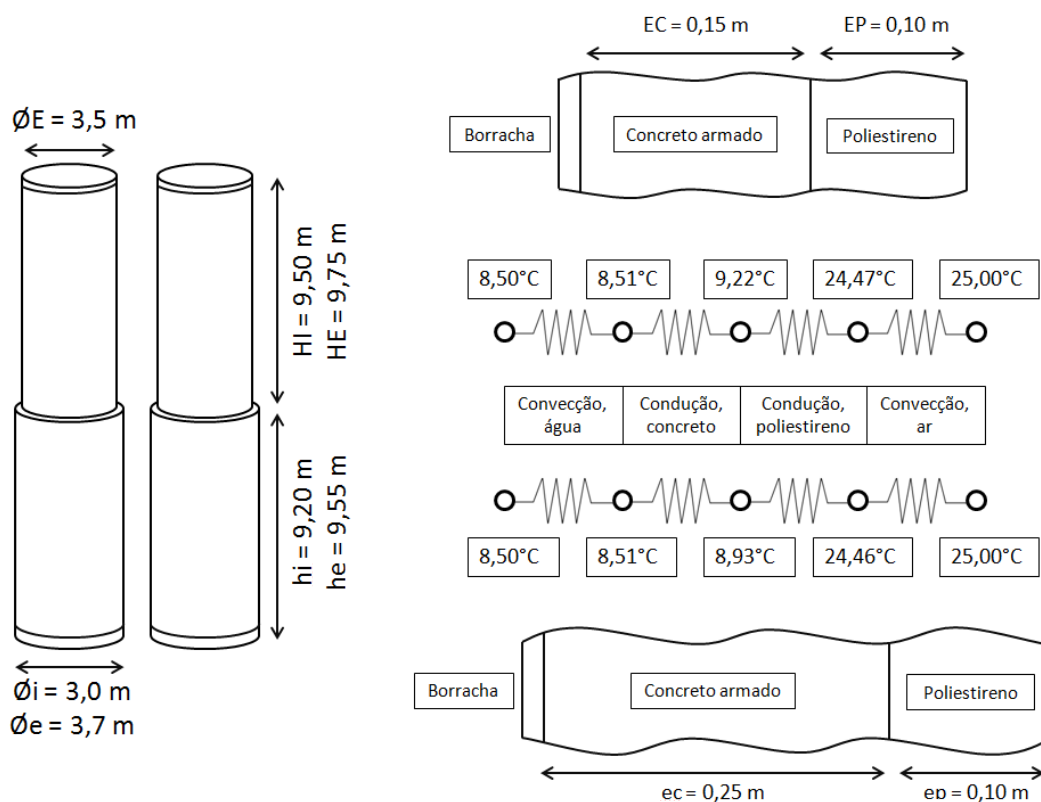 EC = 0,15 m
EP = 0,10 m
Borracha
Concreto armado
Poliestireno
ØE = 3,5 m
HI = 9,50 m
HE = 9,75 m
8,50°C
8,51°C
9,22°C
24,47°C
25,00°C
Convecção,
água
Condução,
concreto
Condução,
poliestireno
Convecção,
ar
hi = 9,20 m
he = 9,55 m
8,50°C
8,51°C
8,93°C
24,46°C
25,00°C
Øi = 3,0 m
Øe = 3,7 m
Borracha
Concreto armado
Poliestireno
ec = 0,25 m
ep = 0,10 m